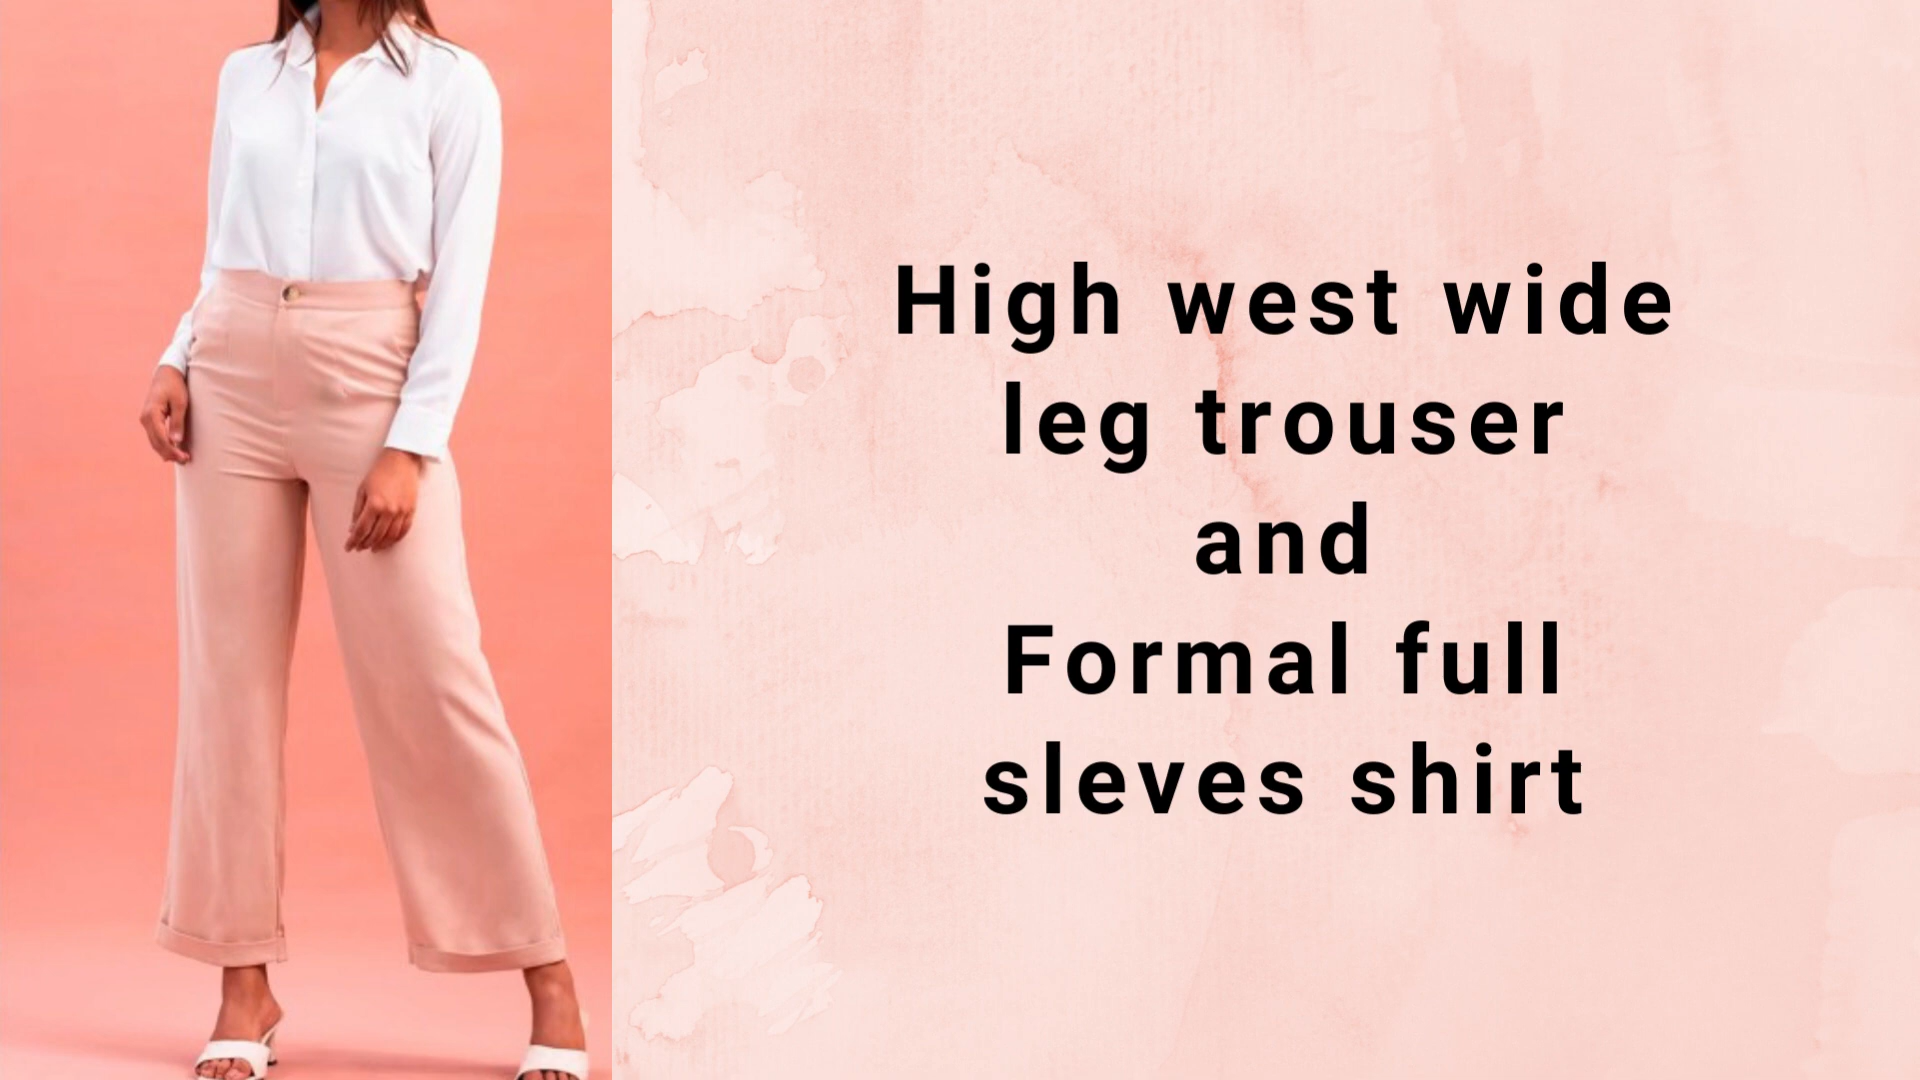 High west wide
leg trouser
and
Formal full
sleves shirt